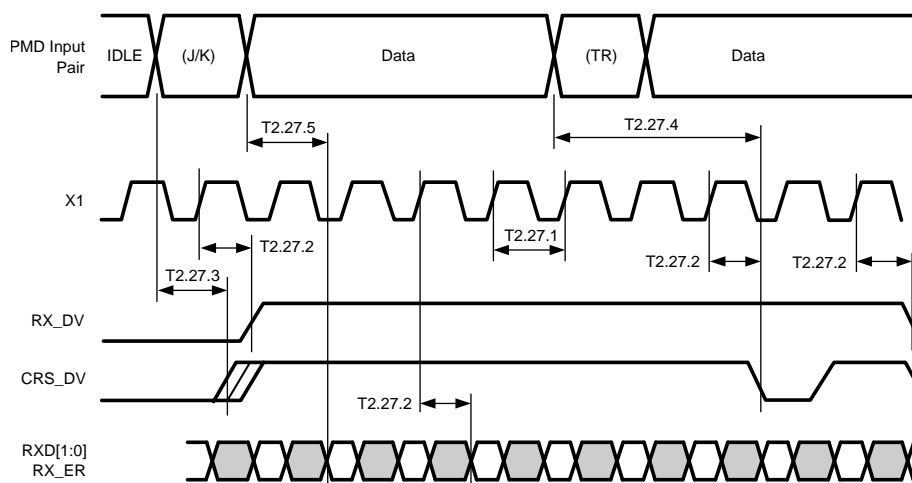 PMD Input
Pair
IDLE
(J/K)
Data
(TR)
Data
T2.27.5
T2.27.4
X1
T2.27.2
T2.27.1
T2.27.2
T2.27.2
T2.27.3
RX_DV
CRS_DV
T2.27.2
RXD[1:0]
RX_ER